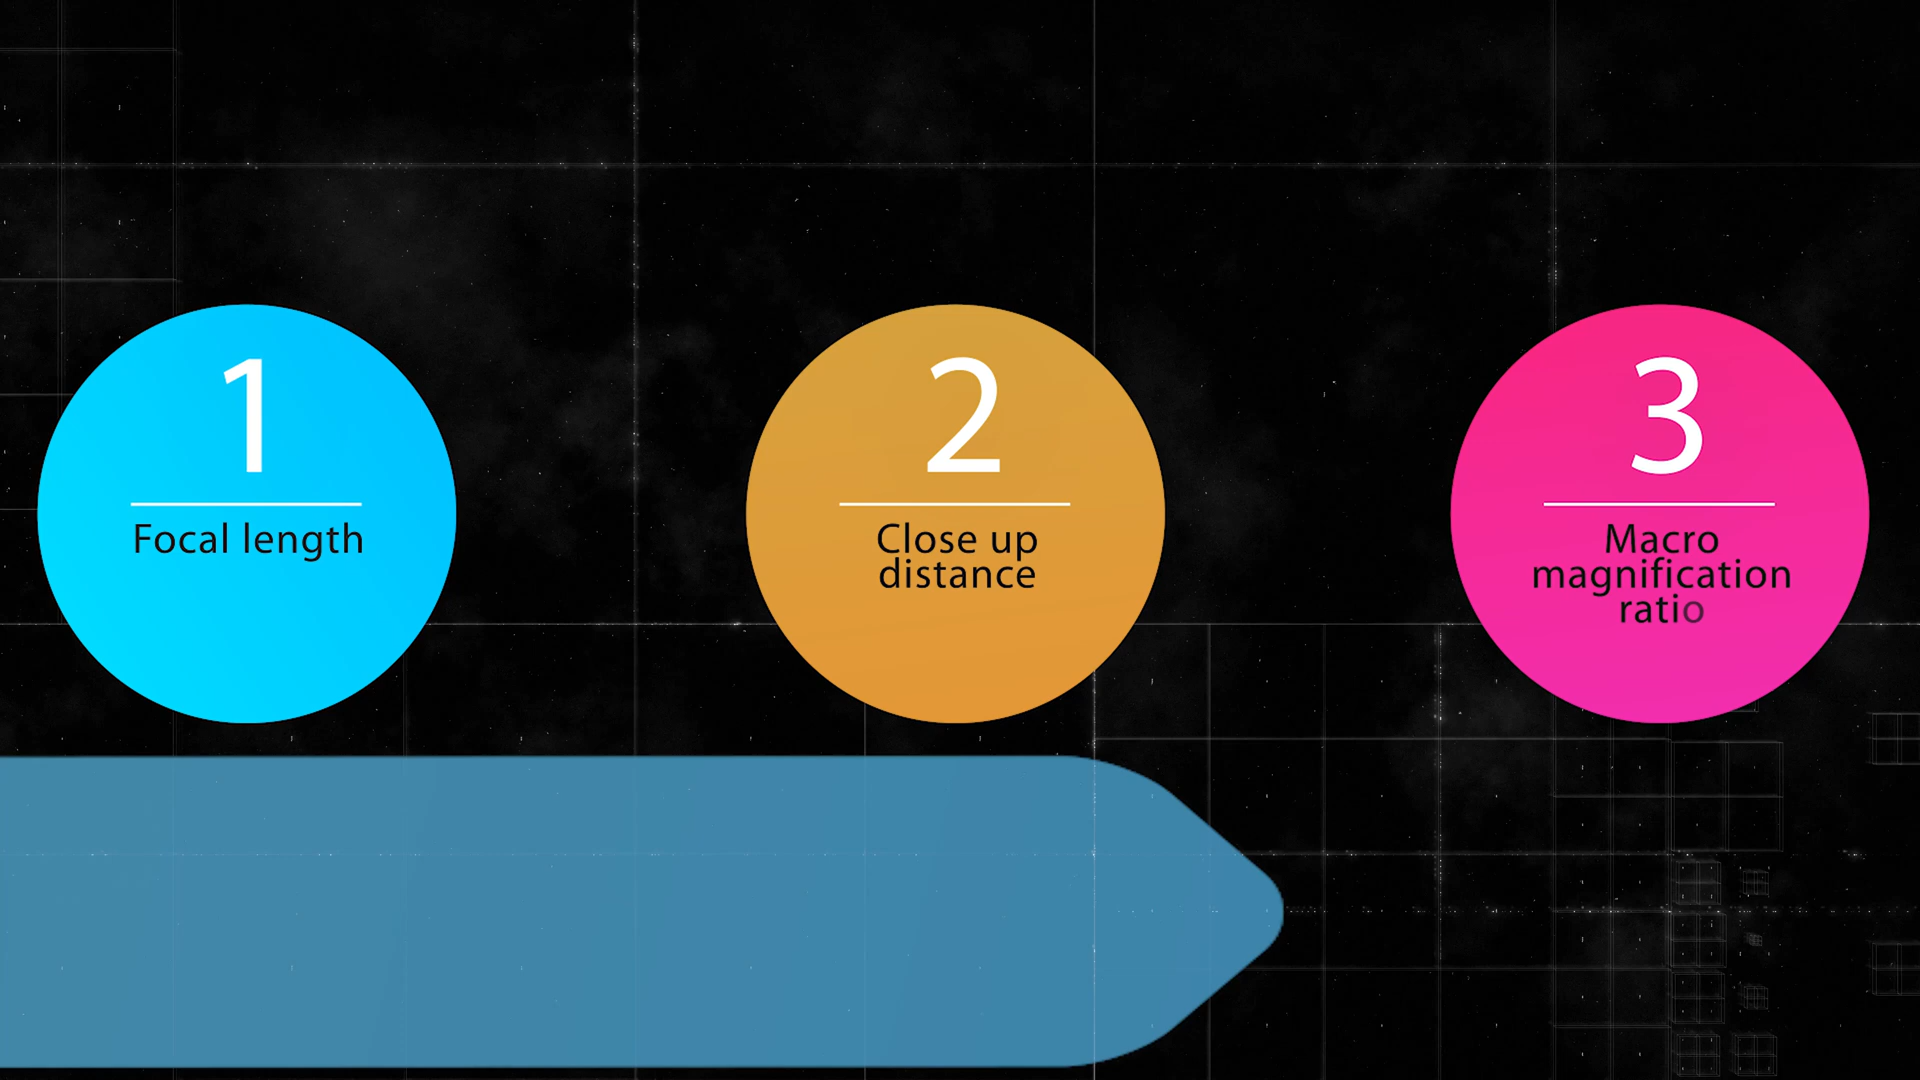 1
Focal length
2
Close up
distance
3
Macro
magnification
ratio